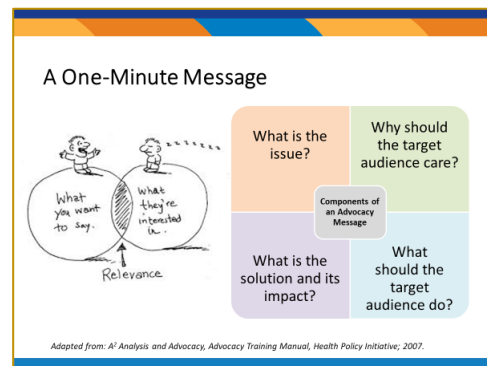 A One-Minute Message
zzzzzzzz
What
you want
to say.
What
they're
interested
in.
Relevance
What is the
issue?
Why should
the target
audience care?
Components of
an Advocacy
Message
What is the
solution and its
impact?
What
should the
target
audience do?
Adapted from: A² Analysis and Advocacy, Advocacy Training Manual, Health Policy Initiative; 2007.